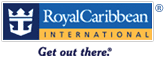 RoyalCaribbean®
INTERNATIONAL
Get out there.®